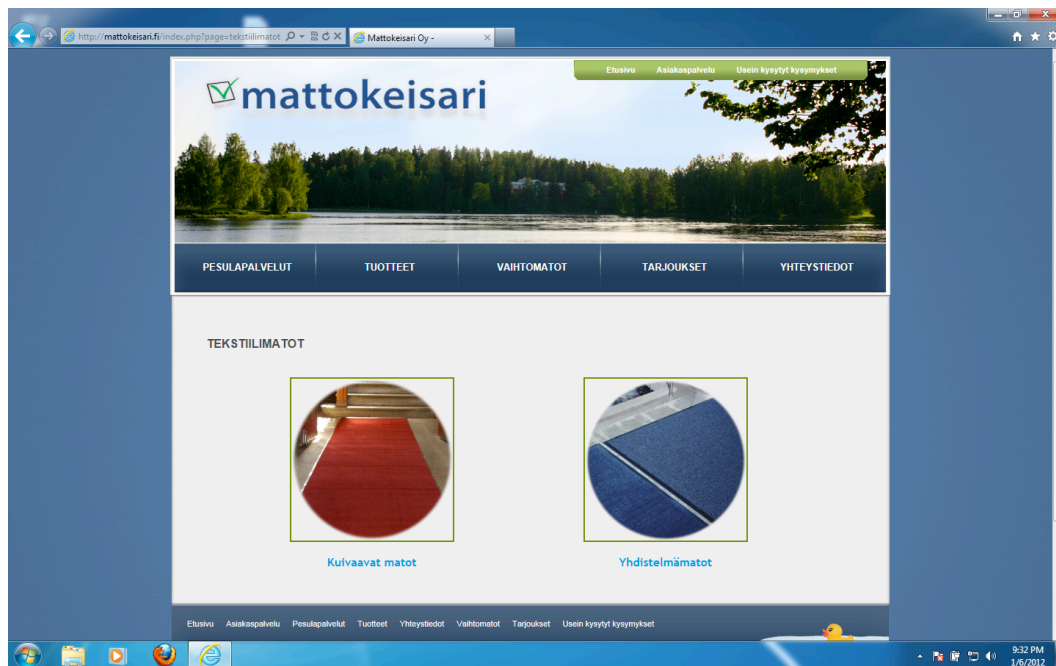 http://mattokeisari.fi/index.php?page=tekstiilimatot
Mattokeisari Oy -
Etusivu Asiakaspalvelu Usein kysytyt kysymykset
mattokeisari
PESULAPALVELUT TUOTTEET VAIHTOMATOT TARJOUKSET YHTEYSTIEDOT
TEKSTIILIMATOT
Kuivaavat matot Yhdistelmämatot
Etusivu Asiakaspalvelu Pesulapalvelut Tuotteet Yhteystiedot Vaihtomatot Tarjoukset Usein kysytyt kysymykset
9:32 PM
1/6/2012